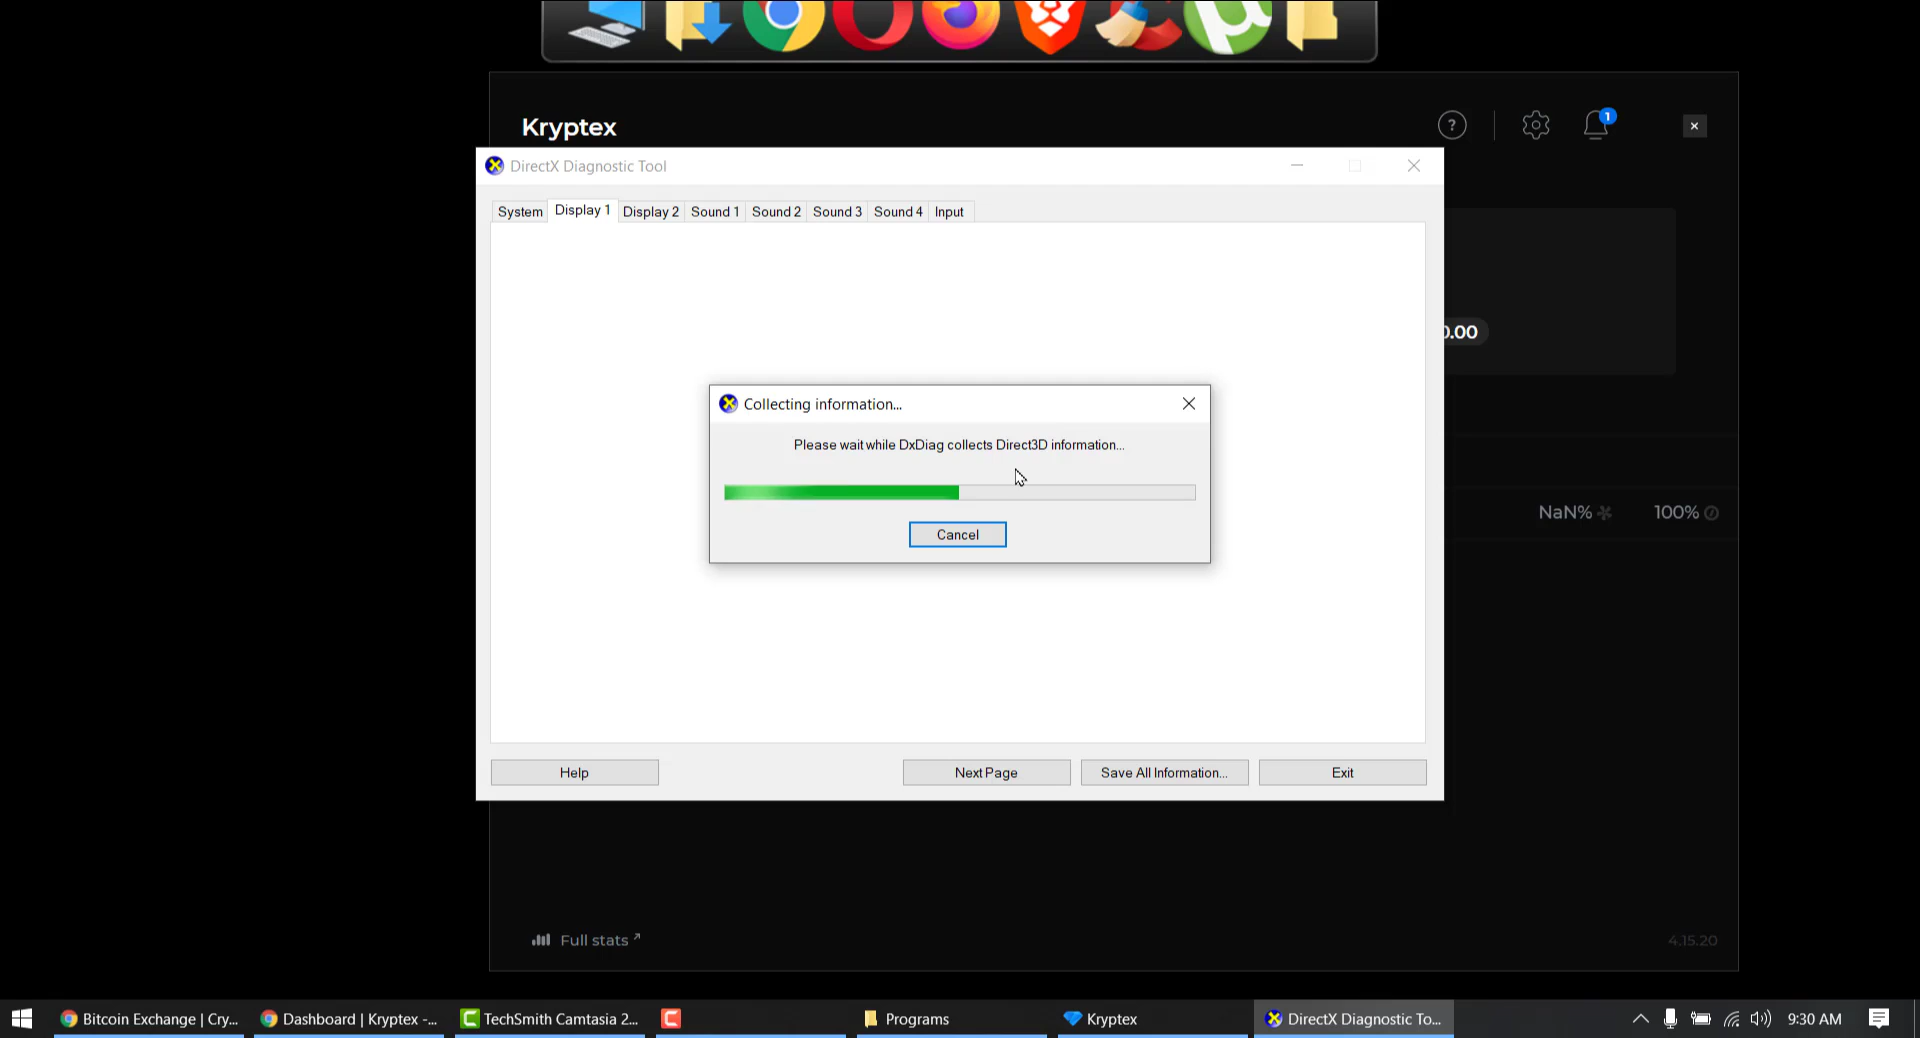 Kryptex
?
1
DirectX Diagnostic Tool
System
Display 1
Display 2
Sound 1
Sound 2
Sound 3
Sound 4
Input
0.00
Collecting information...
Please wait while DxDiag collects Direct3D information...
Cancel
NaN%
100%
Help
Next Page
Save All Information...
Exit
Full stats
4.15.20
Bitcoin Exchange | Cry...
Dashboard | Kryptex -...
TechSmith Camtasia 2...
Programs
Kryptex
DirectX Diagnostic To...
9:30 AM